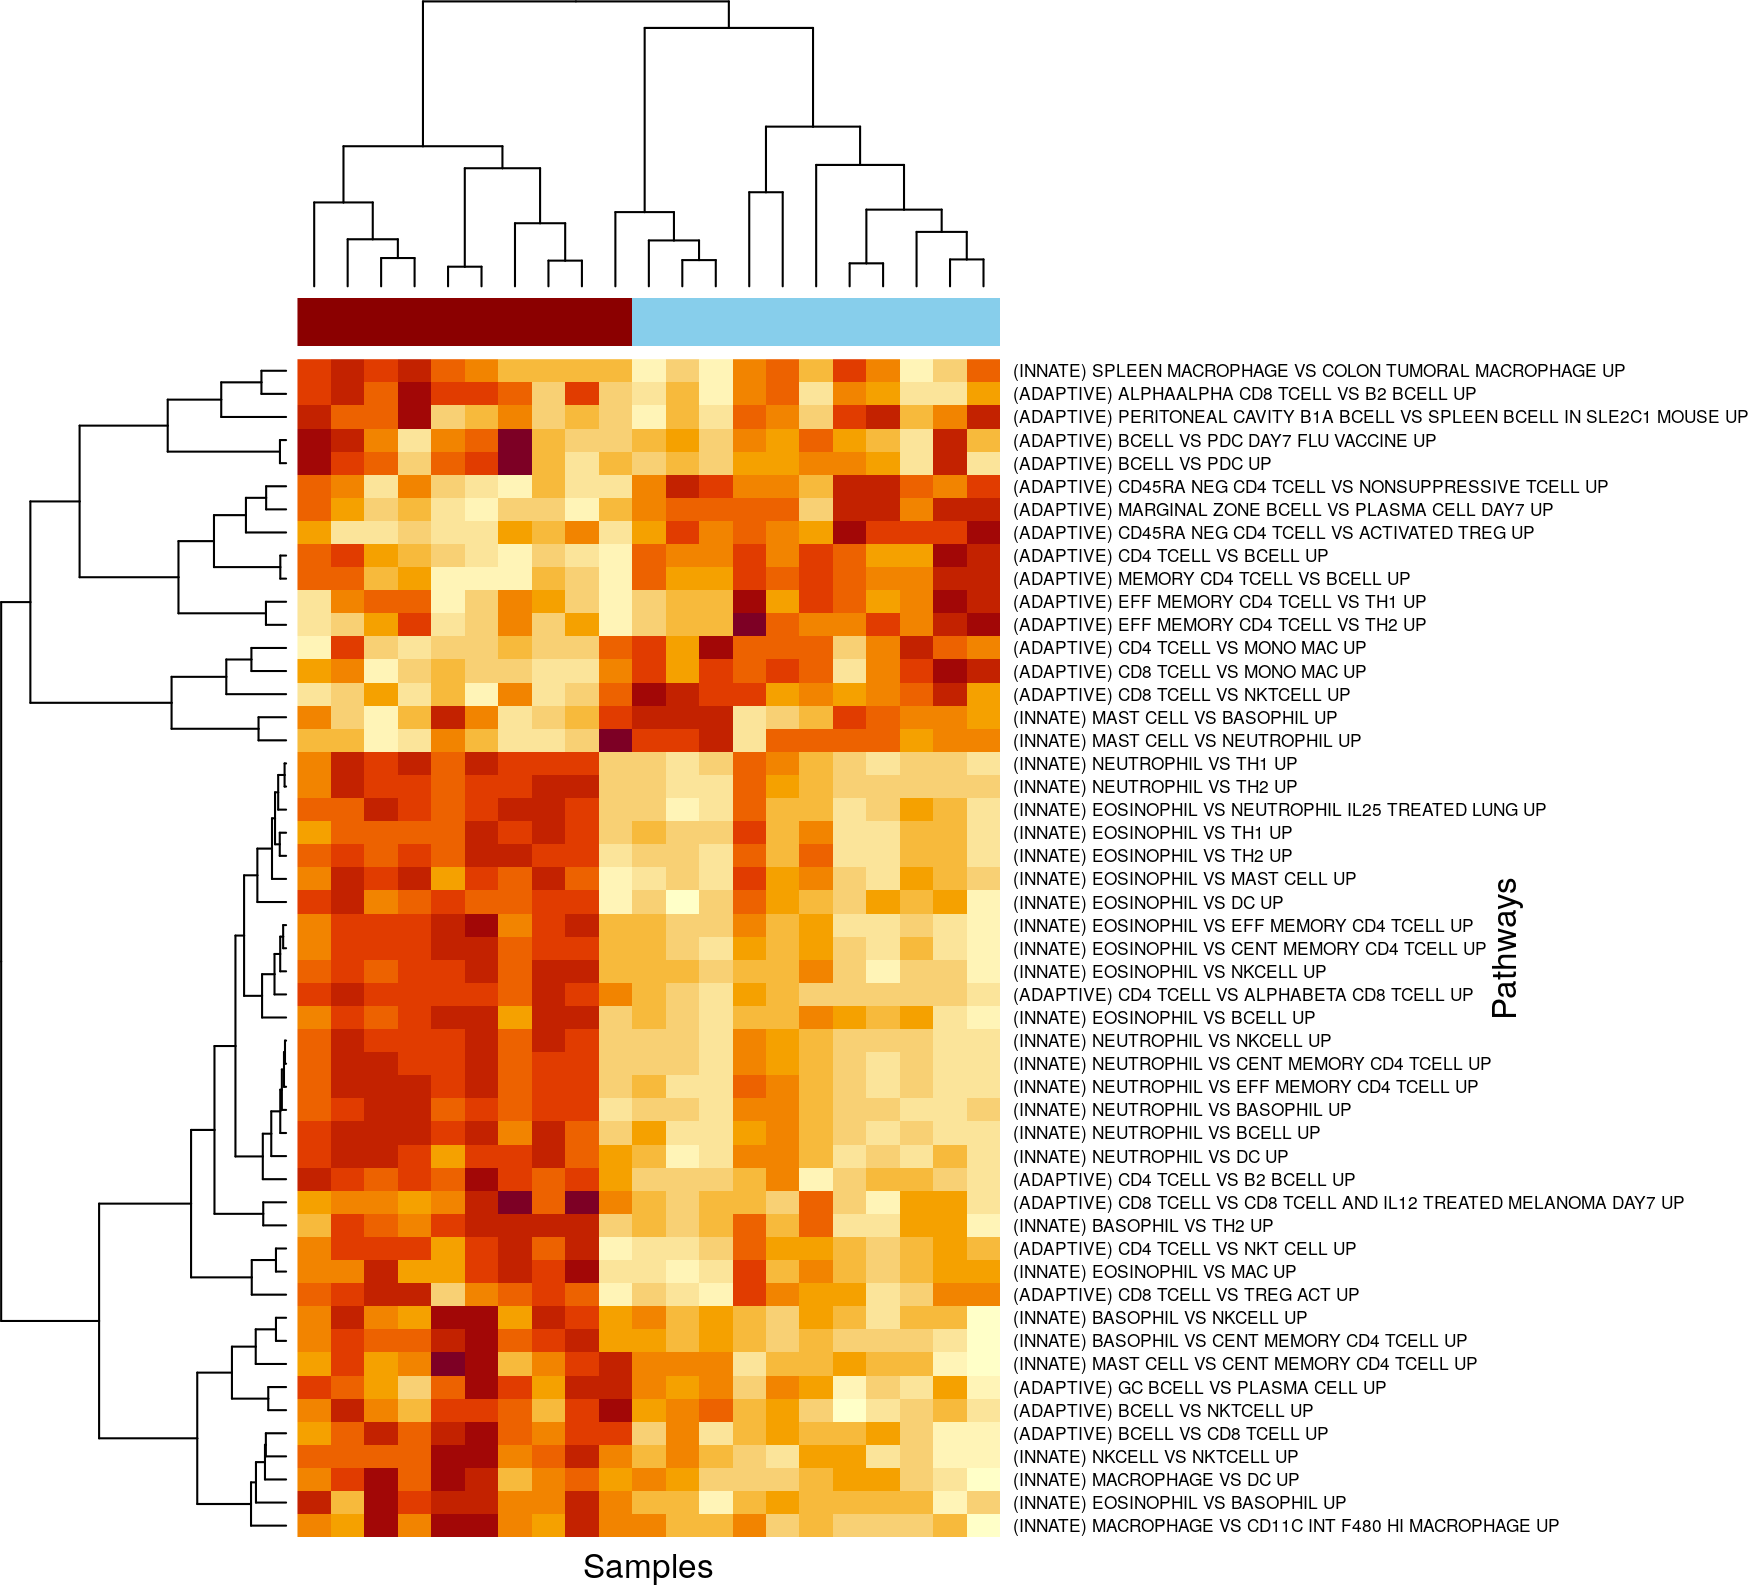 (INNATE) SPLEEN MACROPHAGE VS COLON TUMORAL MACROPHAGE UP
(ADAPTIVE) ALPHAALPHA CD8 TCELL VS B2 BCELL UP
(ADAPTIVE) PERITONEAL CAVITY B1A BCELL VS SPLEEN BCELL IN SLE2C1 MOUSE UP
(ADAPTIVE) BCELL VS PDC DAY7 FLU VACCINE UP
(ADAPTIVE) BCELL VS PDC UP
(ADAPTIVE) CD45RA NEG CD4 TCELL VS NONSUPPRESSIVE TCELL UP
(ADAPTIVE) MARGINAL ZONE BCELL VS PLASMA CELL DAY7 UP
(ADAPTIVE) CD45RA NEG CD4 TCELL VS ACTIVATED TREG UP
(ADAPTIVE) CD4 TCELL VS BCELL UP
(ADAPTIVE) MEMORY CD4 TCELL VS BCELL UP
(ADAPTIVE) EFF MEMORY CD4 TCELL VS TH1 UP
(ADAPTIVE) EFF MEMORY CD4 TCELL VS TH2 UP
(ADAPTIVE) CD4 TCELL VS MONO MAC UP
(ADAPTIVE) CD8 TCELL VS MONO MAC UP
(ADAPTIVE) CD8 TCELL VS NKTCELL UP
(INNATE) MAST CELL VS BASOPHIL UP
(INNATE) MAST CELL VS NEUTROPHIL UP
(INNATE) NEUTROPHIL VS TH1 UP
(INNATE) NEUTROPHIL VS TH2 UP
(INNATE) EOSINOPHIL VS NEUTROPHIL IL25 TREATED LUNG UP
(INNATE) EOSINOPHIL VS TH1 UP
(INNATE) EOSINOPHIL VS TH2 UP
(INNATE) EOSINOPHIL VS MAST CELL UP
(INNATE) EOSINOPHIL VS DC UP
(INNATE) EOSINOPHIL VS EFF MEMORY CD4 TCELL UP
(INNATE) EOSINOPHIL VS CENT MEMORY CD4 TCELL UP
(INNATE) EOSINOPHIL VS NKCELL UP
(ADAPTIVE) CD4 TCELL VS ALPHABETA CD8 TCELL UP
(INNATE) EOSINOPHIL VS BCELL UP
(INNATE) NEUTROPHIL VS NKCELL UP
(INNATE) NEUTROPHIL VS CENT MEMORY CD4 TCELL UP
(INNATE) NEUTROPHIL VS EFF MEMORY CD4 TCELL UP
(INNATE) NEUTROPHIL VS BASOPHIL UP
(INNATE) NEUTROPHIL VS BCELL UP
(INNATE) NEUTROPHIL VS DC UP
(ADAPTIVE) CD4 TCELL VS B2 BCELL UP
(ADAPTIVE) CD8 TCELL VS CD8 TCELL AND IL12 TREATED MELANOMA DAY7 UP
(INNATE) BASOPHIL VS TH2 UP
(ADAPTIVE) CD4 TCELL VS NKT CELL UP
(INNATE) EOSINOPHIL VS MAC UP
(ADAPTIVE) CD8 TCELL VS TREG ACT UP
(INNATE) BASOPHIL VS NKCELL UP
(INNATE) BASOPHIL VS CENT MEMORY CD4 TCELL UP
(INNATE) MAST CELL VS CENT MEMORY CD4 TCELL UP
(ADAPTIVE) GC BCELL VS PLASMA CELL UP
(ADAPTIVE) BCELL VS NKTCELL UP
(ADAPTIVE) BCELL VS CD8 TCELL UP
(INNATE) NKCELL VS NKTCELL UP
(INNATE) MACROPHAGE VS DC UP
(INNATE) EOSINOPHIL VS BASOPHIL UP
(INNATE) MACROPHAGE VS CD11C INT F480 HI MACROPHAGE UP
Pathways
Samples